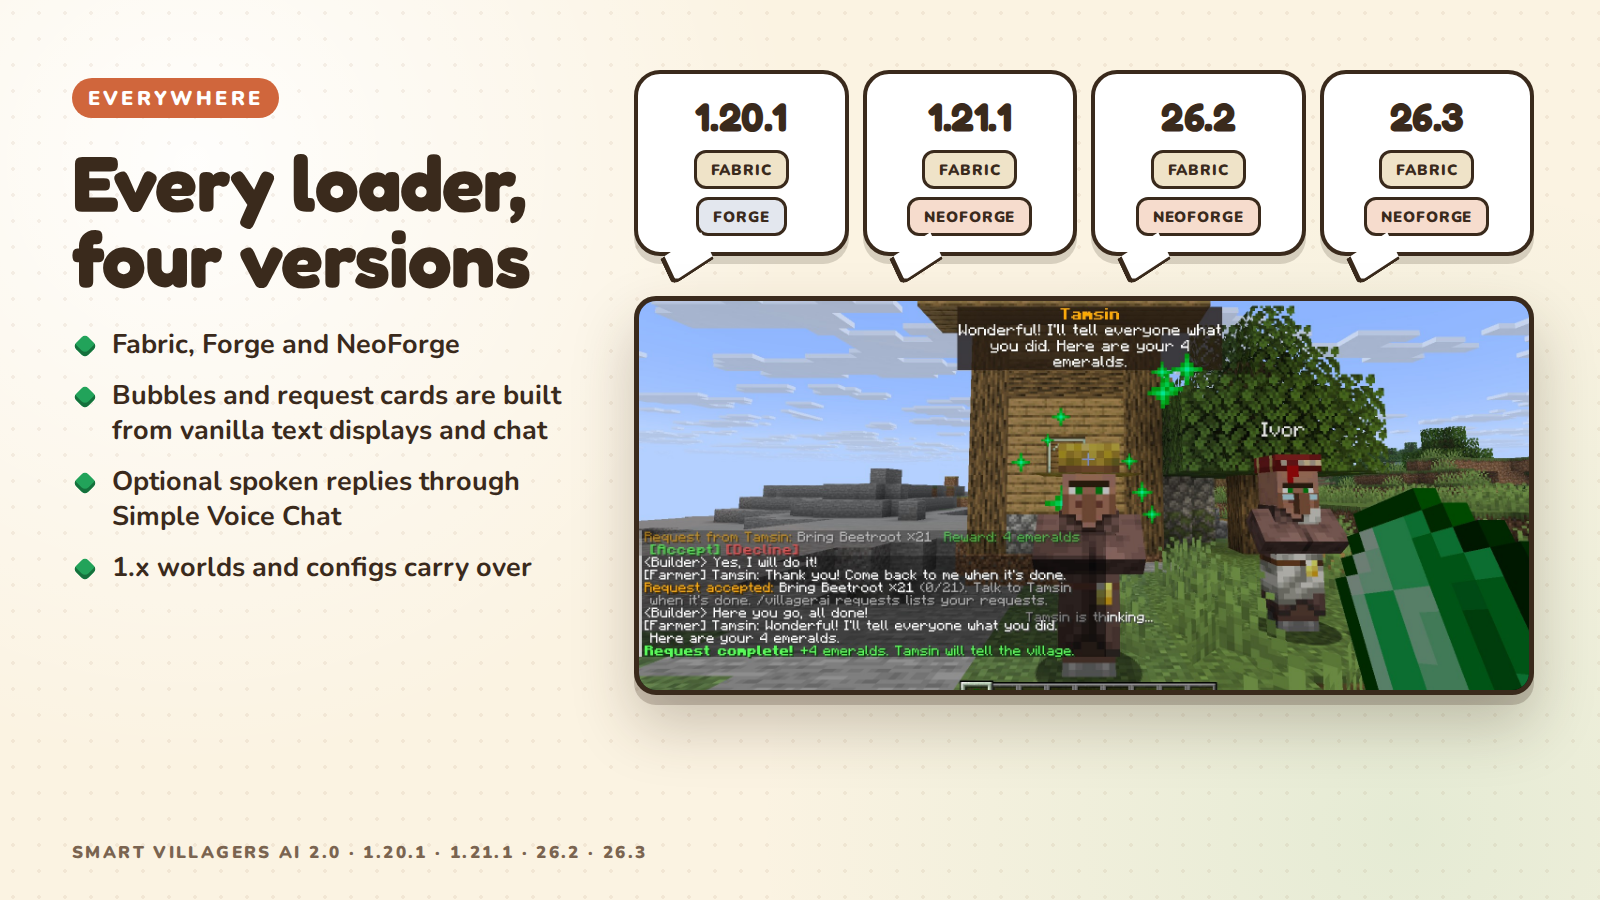 EVERYWHERE
Every loader,
four versions
Fabric, Forge and NeoForge
Bubbles and request cards are built
from vanilla text displays and chat
Optional spoken replies through
Simple Voice Chat
1.x worlds and configs carry over
1.20.1
FABRIC
FORGE
1.21.1
FABRIC
NEOFORGE
26.2
FABRIC
NEOFORGE
26.3
FABRIC
NEOFORGE
Tamsin
Wonderful! I'll tell everyone what
you did. Here are your 4
emeralds.
Ivor
Request from Tamsin: Bring Beetroot x21 Reward: 4 emeralds
[Accept] [Decline]
<Builder> Yes, I will do it!
[Farmer] Tamsin: Thank you! Come back to me when it's done.
Request accepted: Bring Beetroot x21 (0/21). Talk to Tamsin
when it's done. /villagerai requests lists your requests.
<Builder> Here you go, all done!
[Farmer] Tamsin: Wonderful! I'll tell everyone what you did.
Here are your 4 emeralds.
Request complete! +4 emeralds. Tamsin will tell the village.
Tamsin is thinking...
SMART VILLAGERS AI 2.0 · 1.20.1 · 1.21.1 · 26.2 · 26.3